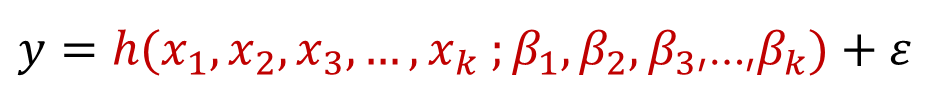 y = h(x₁, x₂, x₃, … , xₖ ; β₁, β₂, β₃,…,βₖ) + ε